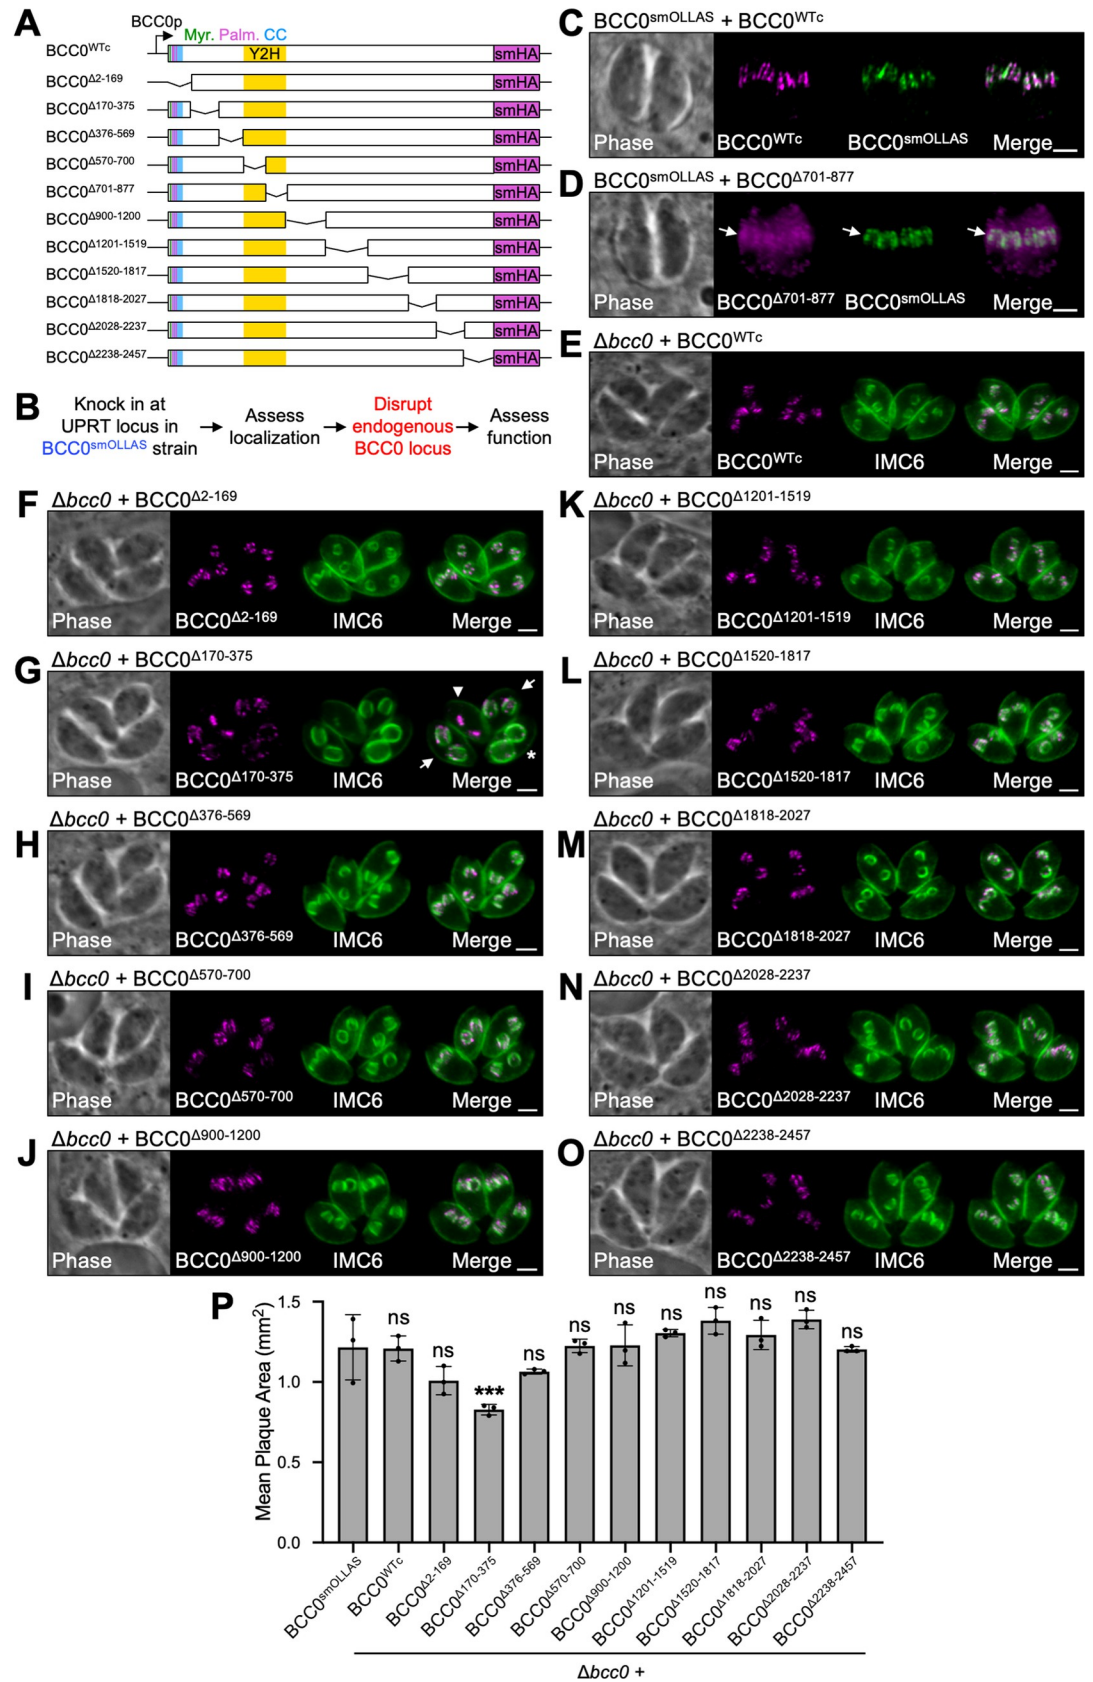 A
BCC0p
Myr. Palm. CC
BCC0WTc
Y2H
smHA
BCC0Δ2-169
smHA
BCC0Δ170-375
smHA
BCC0Δ376-569
smHA
BCC0Δ570-700
smHA
BCC0Δ701-877
smHA
BCC0Δ900-1200
smHA
BCC0Δ1201-1519
smHA
BCC0Δ1520-1817
smHA
BCC0Δ1818-2027
smHA
BCC0Δ2028-2237
smHA
BCC0Δ2238-2457
smHA
B
Knock in at
UPRT locus in
BCC0smOLLAS strain
Assess
localization
Disrupt
endogenous
BCC0 locus
Assess
function
C
BCC0smOLLAS + BCC0WTc
Phase
BCC0WTc
BCC0smOLLAS
Merge
D
BCC0smOLLAS + BCC0Δ701-877
Phase
BCC0Δ701-877
BCC0smOLLAS
Merge
E
Δbcc0 + BCC0WTc
Phase
BCC0WTc
IMC6
Merge
F
Δbcc0 + BCC0Δ2-169
Phase
BCC0Δ2-169
IMC6
Merge
G
Δbcc0 + BCC0Δ170-375
*
Phase
BCC0Δ170-375
IMC6
Merge
H
Δbcc0 + BCC0Δ376-569
Phase
BCC0Δ376-569
IMC6
Merge
I
Δbcc0 + BCC0Δ570-700
Phase
BCC0Δ570-700
IMC6
Merge
J
Δbcc0 + BCC0Δ900-1200
Phase
BCC0Δ900-1200
IMC6
Merge
K
Δbcc0 + BCC0Δ1201-1519
Phase
BCC0Δ1201-1519
IMC6
Merge
L
Δbcc0 + BCC0Δ1520-1817
Phase
BCC0Δ1520-1817
IMC6
Merge
M
Δbcc0 + BCC0Δ1818-2027
Phase
BCC0Δ1818-2027
IMC6
Merge
N
Δbcc0 + BCC0Δ2028-2237
Phase
BCC0Δ2028-2237
IMC6
Merge
O
Δbcc0 + BCC0Δ2238-2457
Phase
BCC0Δ2238-2457
IMC6
Merge
P
Mean Plaque Area (mm2)
1.5
1.0
0.5
0.0
ns
ns
***
ns
ns
ns
ns
ns
ns
ns
ns
BCC0smOLLAS
BCC0WTc
BCC0Δ2-169
BCC0Δ170-375
BCC0Δ376-569
BCC0Δ570-700
BCC0Δ900-1200
BCC0Δ1201-1519
BCC0Δ1520-1817
BCC0Δ1818-2027
BCC0Δ2028-2237
BCC0Δ2238-2457
Δbcc0 +